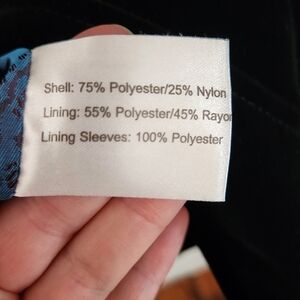 Shell: 75% Polyester/25% Nylon
Lining: 55% Polyester/45% Rayon
Lining Sleeves: 100% Polyester